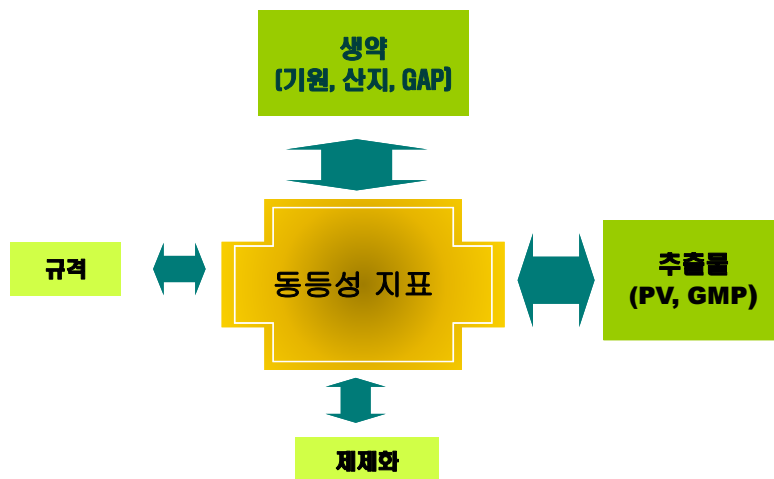 생약
(기원, 산지, GAP)
규격
동등성 지표
추출물
(PV, GMP)
제제화